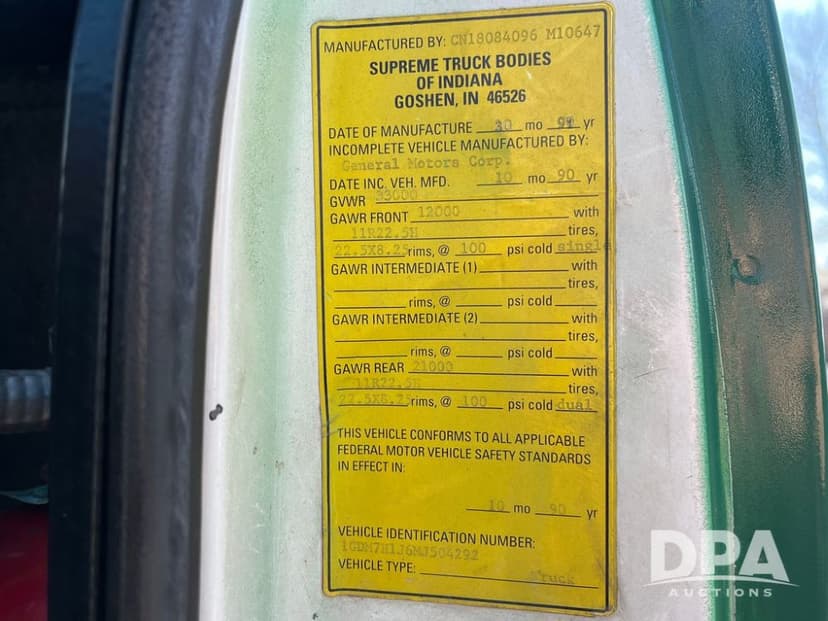 MANUFACTURED BY: CN18084096 M10647
SUPREME TRUCK BODIES
OF INDIANA
GOSHEN, IN 46526
DATE OF MANUFACTURE mo yr
INCOMPLETE VEHICLE MANUFACTURED BY:
General Motors Corp.
DATE INC. VEH. MFD. 10 mo 90 yr
GVWR 33000
GAWR FRONT 12000 with
11R22.5H tires,
22.5X8.25 rims, @ 100 psi cold single
GAWR INTERMEDIATE (1) with
tires,
rims, @ psi cold
GAWR INTERMEDIATE (2) with
tires,
rims, @ psi cold
GAWR REAR 21000 with
11R22.5H tires,
22.5X8.25 rims, @ 100 psi cold dual
THIS VEHICLE CONFORMS TO ALL APPLICABLE
FEDERAL MOTOR VEHICLE SAFETY STANDARDS
IN EFFECT IN:
10 mo 90 yr
VEHICLE IDENTIFICATION NUMBER:
1GDM7H1J6MJ504292
VEHICLE TYPE: Truck
DPA
AUCTIONS